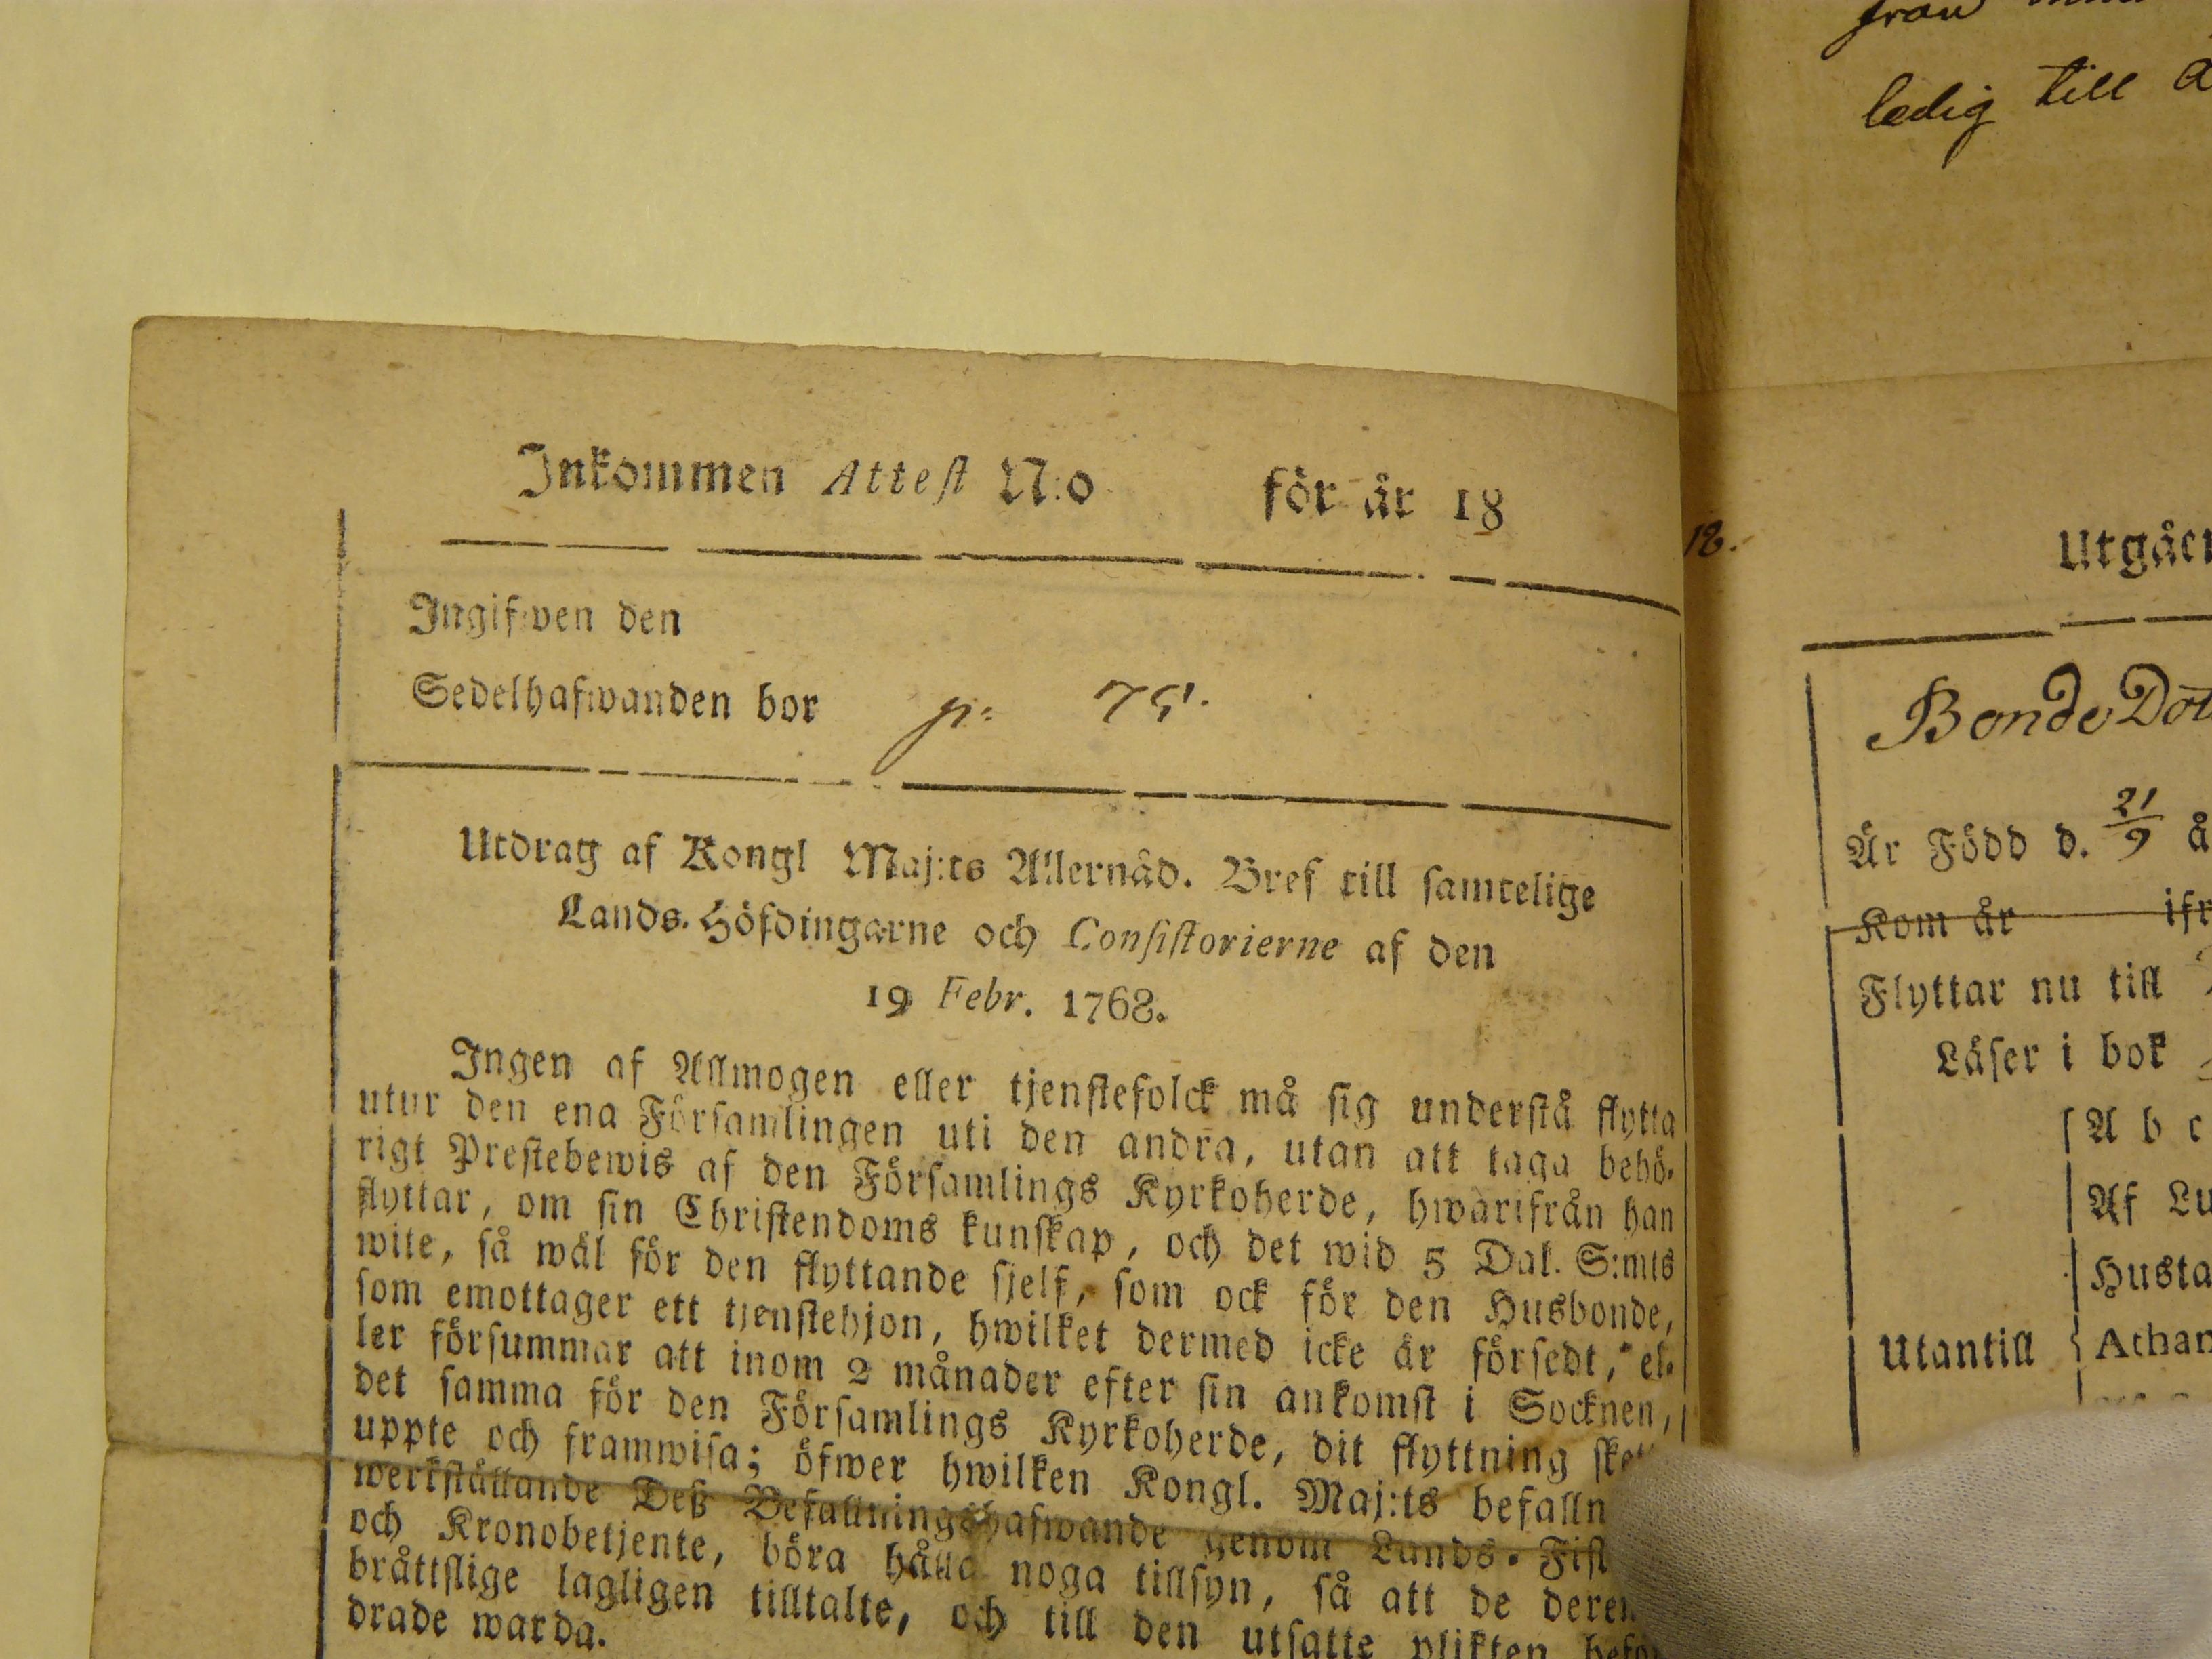 Inkommen Attest N:o för år 18
Ingifwen den
Sedelhafwanden bor p: 75.
Utdrag af Kongl Maj:ts Allernåd. Bref till samtelige
Lands-Höfdingarne och Consistorierne af den
19 Febr. 1768.
Ingen af Allmogen eller tjenstefolck må sig understå flytta
utur den ena Församlingen uti den andra, utan att taga behö-
rigt Prestebewis af den Församlings Kyrkoherde, hwarifrån han
flyttar, om sin Christendoms kunskap, och det wid 5 Dal. S:mts
wite, så wäl för den flyttande sjelf, som ock för den Husbonde,
som emottager ett tjenstehjon, hwilket dermed icke är försedt, el-
ler försummar att inom 2 månader efter sin ankomst i Socknen,
det samma för den Församlings Kyrkoherde, dit flyttning
uppte och framwisa; öfwer hwilken Kongl. Maj:ts befalln
werkställande Deß Befallningshafwande genom Lands-Fisk
och Kronobetjente, böra hålla noga tillsyn, så att de
bråttslige lagligen tilltalte, och till den utsatte plikten
drade warda.
ledig till
18.
Bonde
Är Född d. 21/9 å
Kom år ifr
Flyttar nu till
Läser i bok
A b c
Af Lu
Husta
Utantill Athan